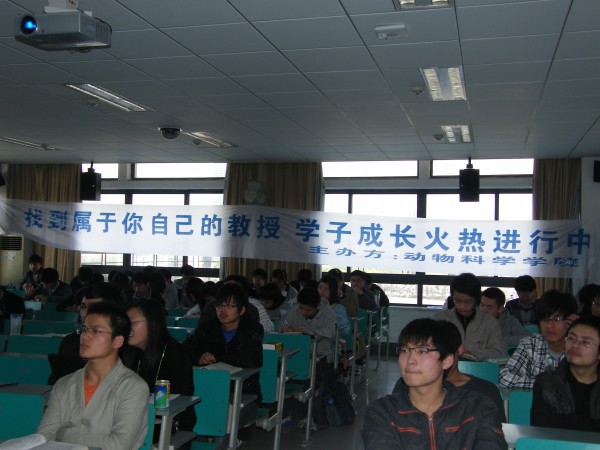 找到属于你自己的教授 学子成长火热进行中
主办方:动物科学学院